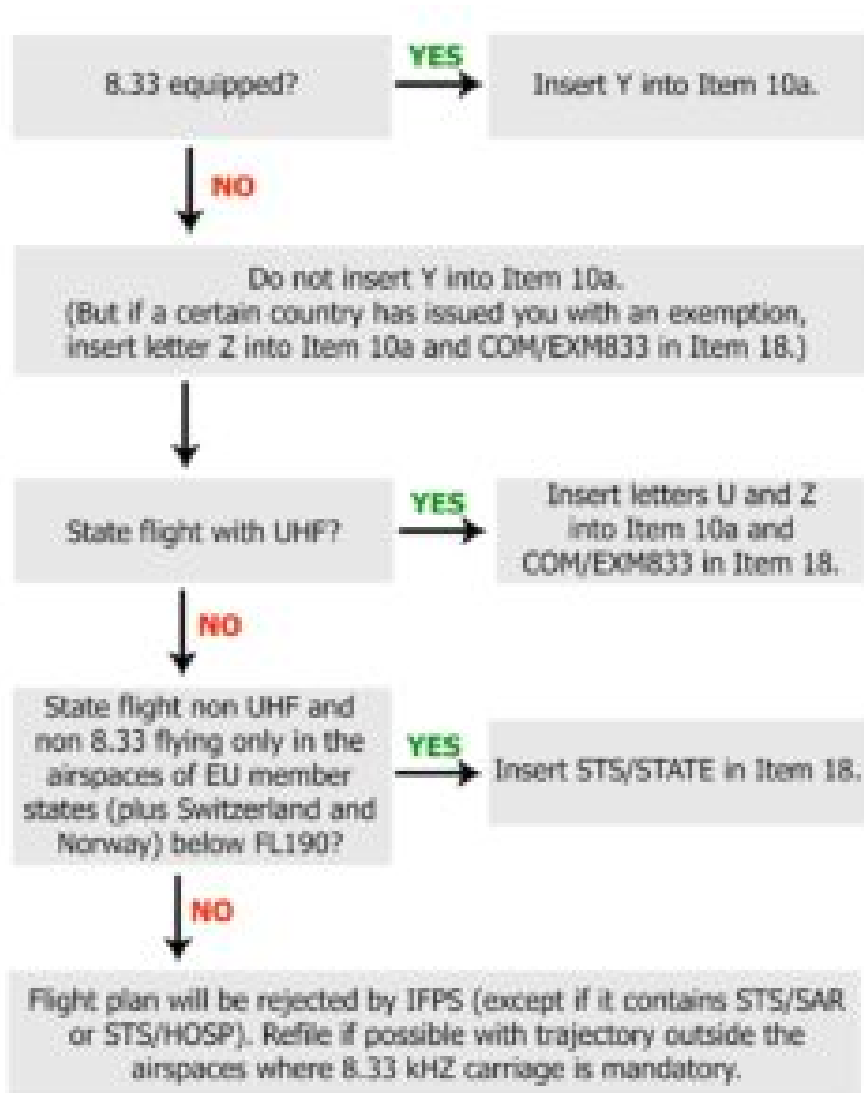 8.33 equipped?
YES
Insert Y into Item 10a.
NO
Do not insert Y into Item 10a.
(But if a certain country has issued you with an exemption,
insert letter Z into Item 10a and COM/EXM833 in Item 18.)
State flight with UHF?
YES
Insert letters U and Z
into Item 10a and
COM/EXM833 in Item 18.
NO
State flight non UHF and
non 8.33 flying only in the
airspaces of EU member
states (plus Switzerland and
Norway) below FL190?
YES
Insert STS/STATE in Item 18.
NO
Flight plan will be rejected by IFPS (except if it contains STS/SAR
or STS/HOSP). Refile if possible with trajectory outside the
airspaces where 8.33 kHZ carriage is mandatory.